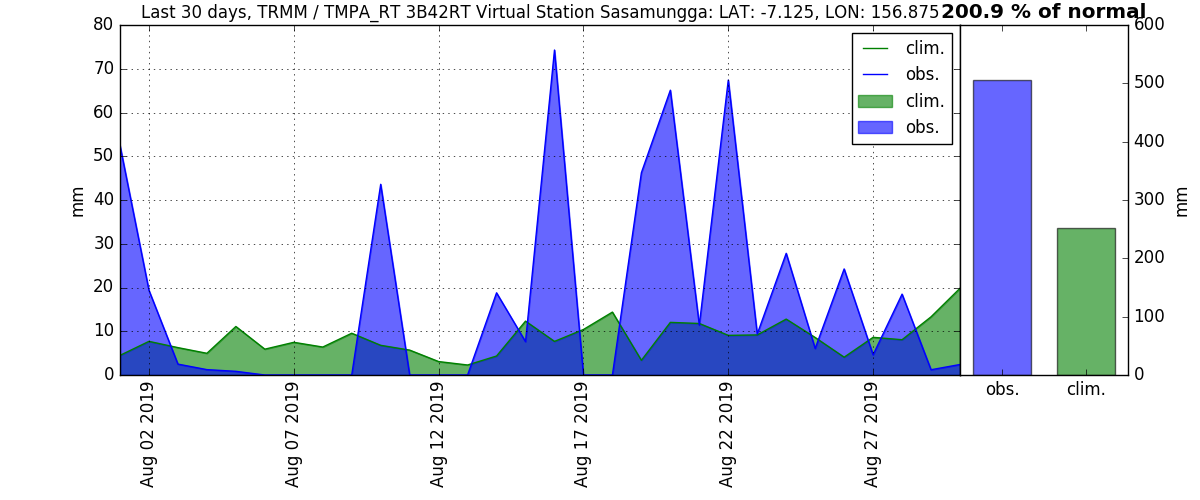 Last 30 days, TRMM / TMPA_RT 3B42RT Virtual Station Sasamungga: LAT: -7.125, LON: 156.875
200.9 % of normal
80
70
60
50
40
30
20
10
0
mm
clim.
obs.
clim.
obs.
Aug 02 2019
Aug 07 2019
Aug 12 2019
Aug 17 2019
Aug 22 2019
Aug 27 2019
600
500
400
300
200
100
0
mm
obs.
clim.